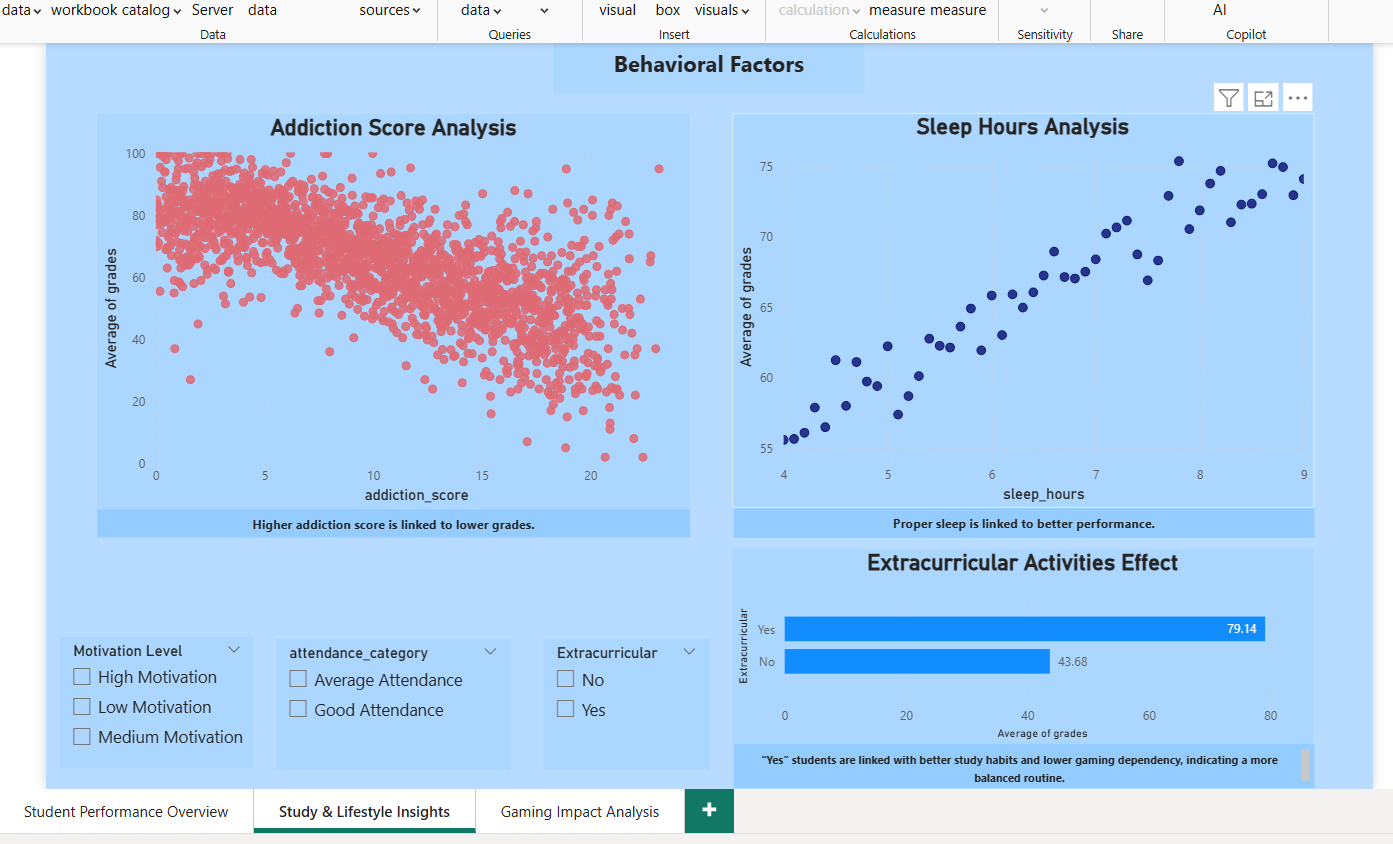 data workbook catalog Server data sources data visual box visuals calculation measure measure AI
Data Queries Insert Calculations Sensitivity Share Copilot
Behavioral Factors
Addiction Score Analysis
100
80
60
40
20
0
Average of grades
0 5 10 15 20
addiction_score
Higher addiction score is linked to lower grades.
Sleep Hours Analysis
75
70
65
60
55
Average of grades
4 5 6 7 8 9
sleep_hours
Proper sleep is linked to better performance.
Extracurricular Activities Effect
Extracurricular
Yes 79.14
No 43.68
0 20 40 60 80
Average of grades
"Yes" students are linked with better study habits and lower gaming dependency, indicating a more
balanced routine.
Motivation Level
High Motivation
Low Motivation
Medium Motivation
attendance_category
Average Attendance
Good Attendance
Extracurricular
No
Yes
Student Performance Overview Study & Lifestyle Insights Gaming Impact Analysis +